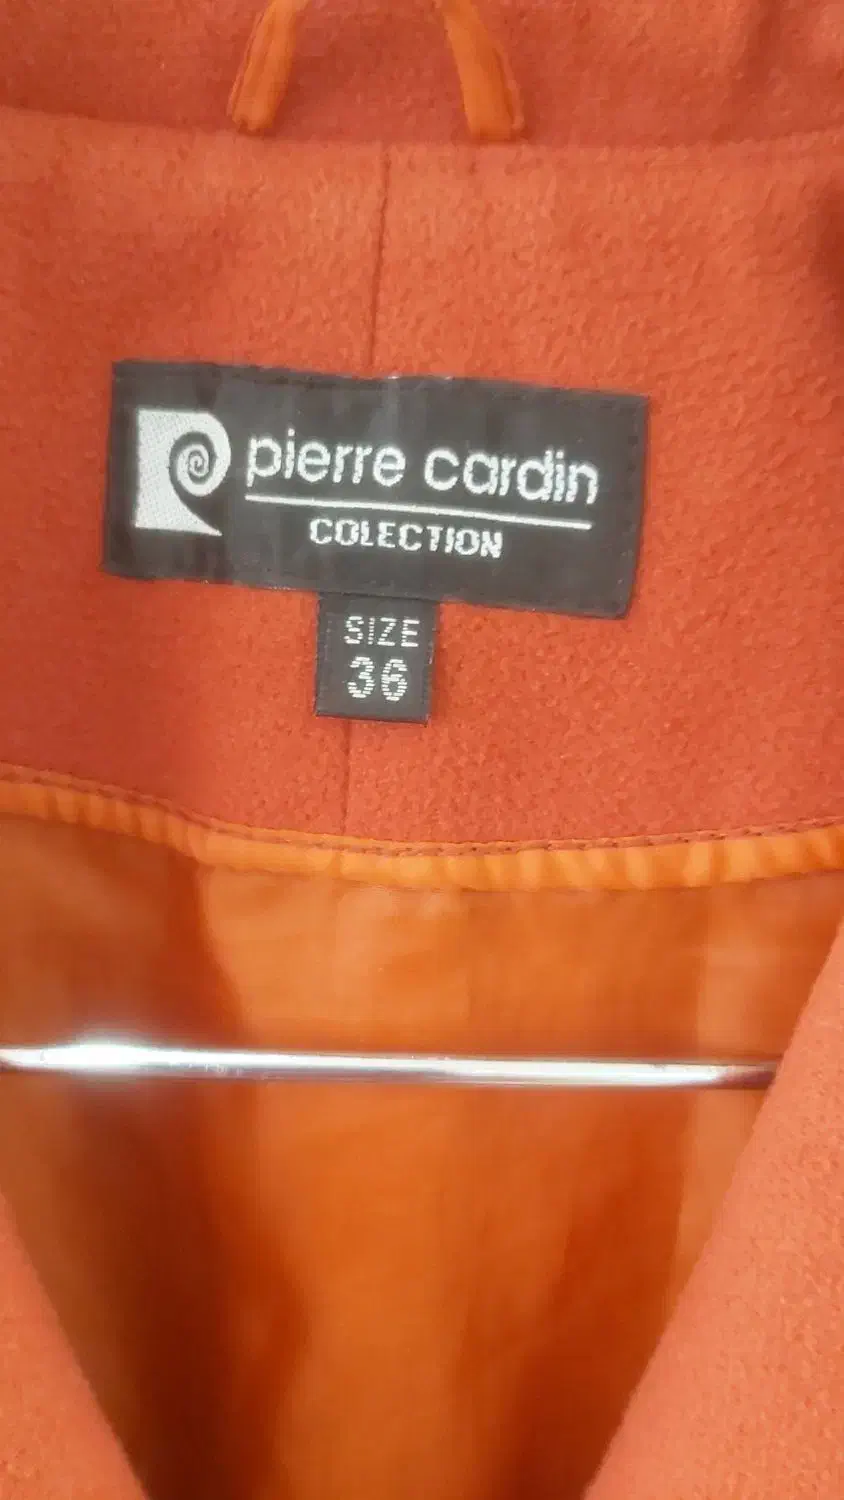 pierre cardin
COLECTION
SIZE
36